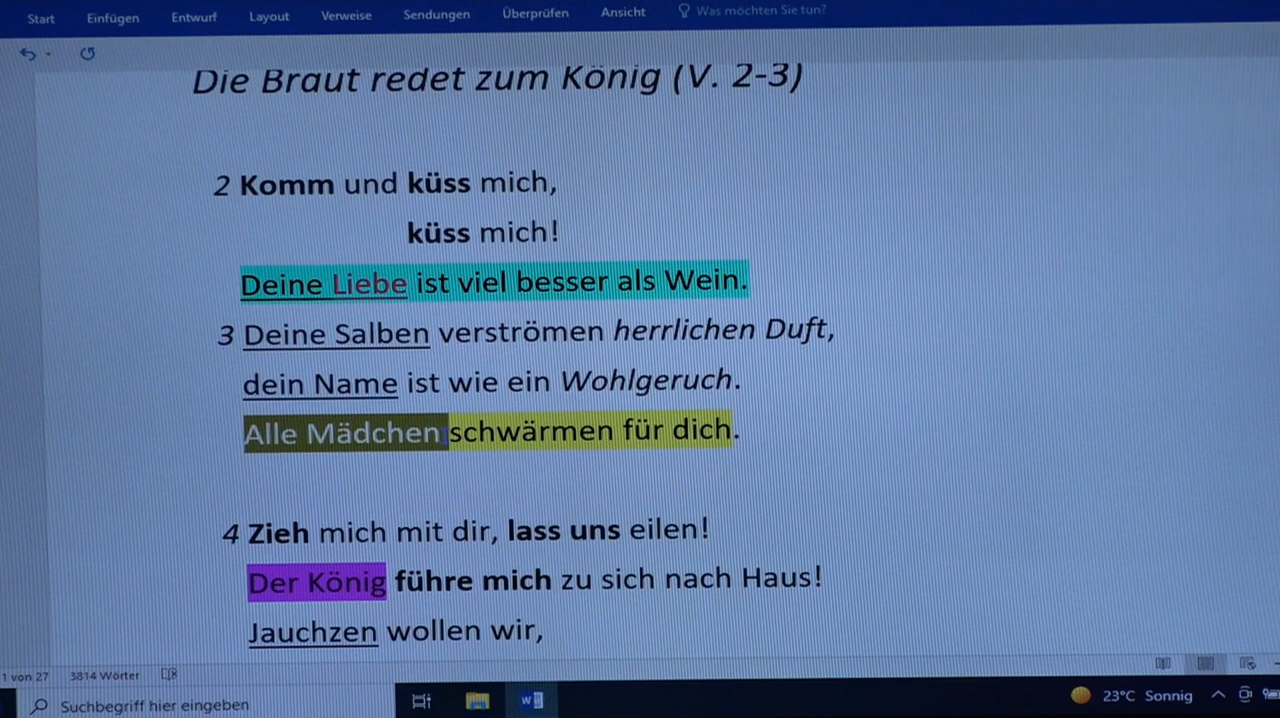 Start Einfügen Entwurf Layout Verweise Sendungen Überprüfen Ansicht Was möchten Sie tun?
Die Braut redet zum König (V. 2-3)
2 Komm und küss mich,
küss mich!
Deine Liebe ist viel besser als Wein.
3 Deine Salben verströmen herrlichen Duft,
dein Name ist wie ein Wohlgeruch.
Alle Mädchen schwärmen für dich.
4 Zieh mich mit dir, lass uns eilen!
Der König führe mich zu sich nach Haus!
Jauchzen wollen wir,
1 von 27 3814 Wörter
Suchbegriff hier eingeben
W
23°C Sonnig